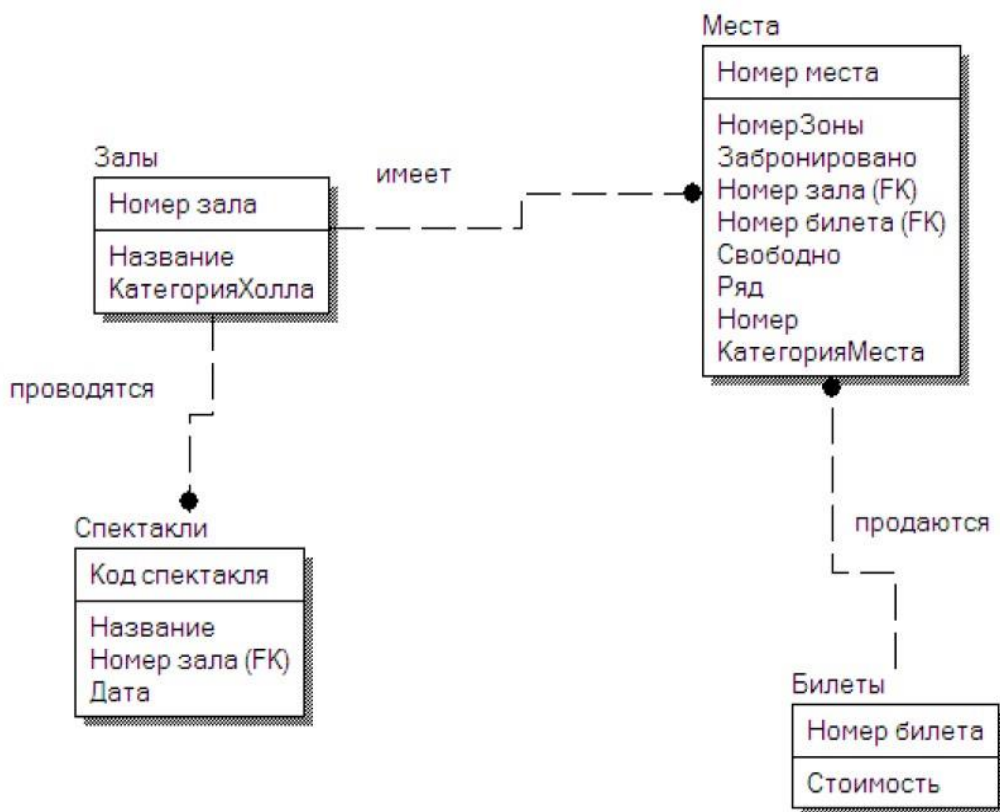 Места
Номер места
НомерЗоны
Забронировано
Номер зала (FK)
Номер билета (FK)
Свободно
Ряд
Номер
КатегорияМеста
имеет
Залы
Номер зала
Название
КатегорияХолла
проводятся
Спектакли
Код спектакля
Название
Номер зала (FK)
Дата
продаются
Билеты
Номер билета
Стоимость